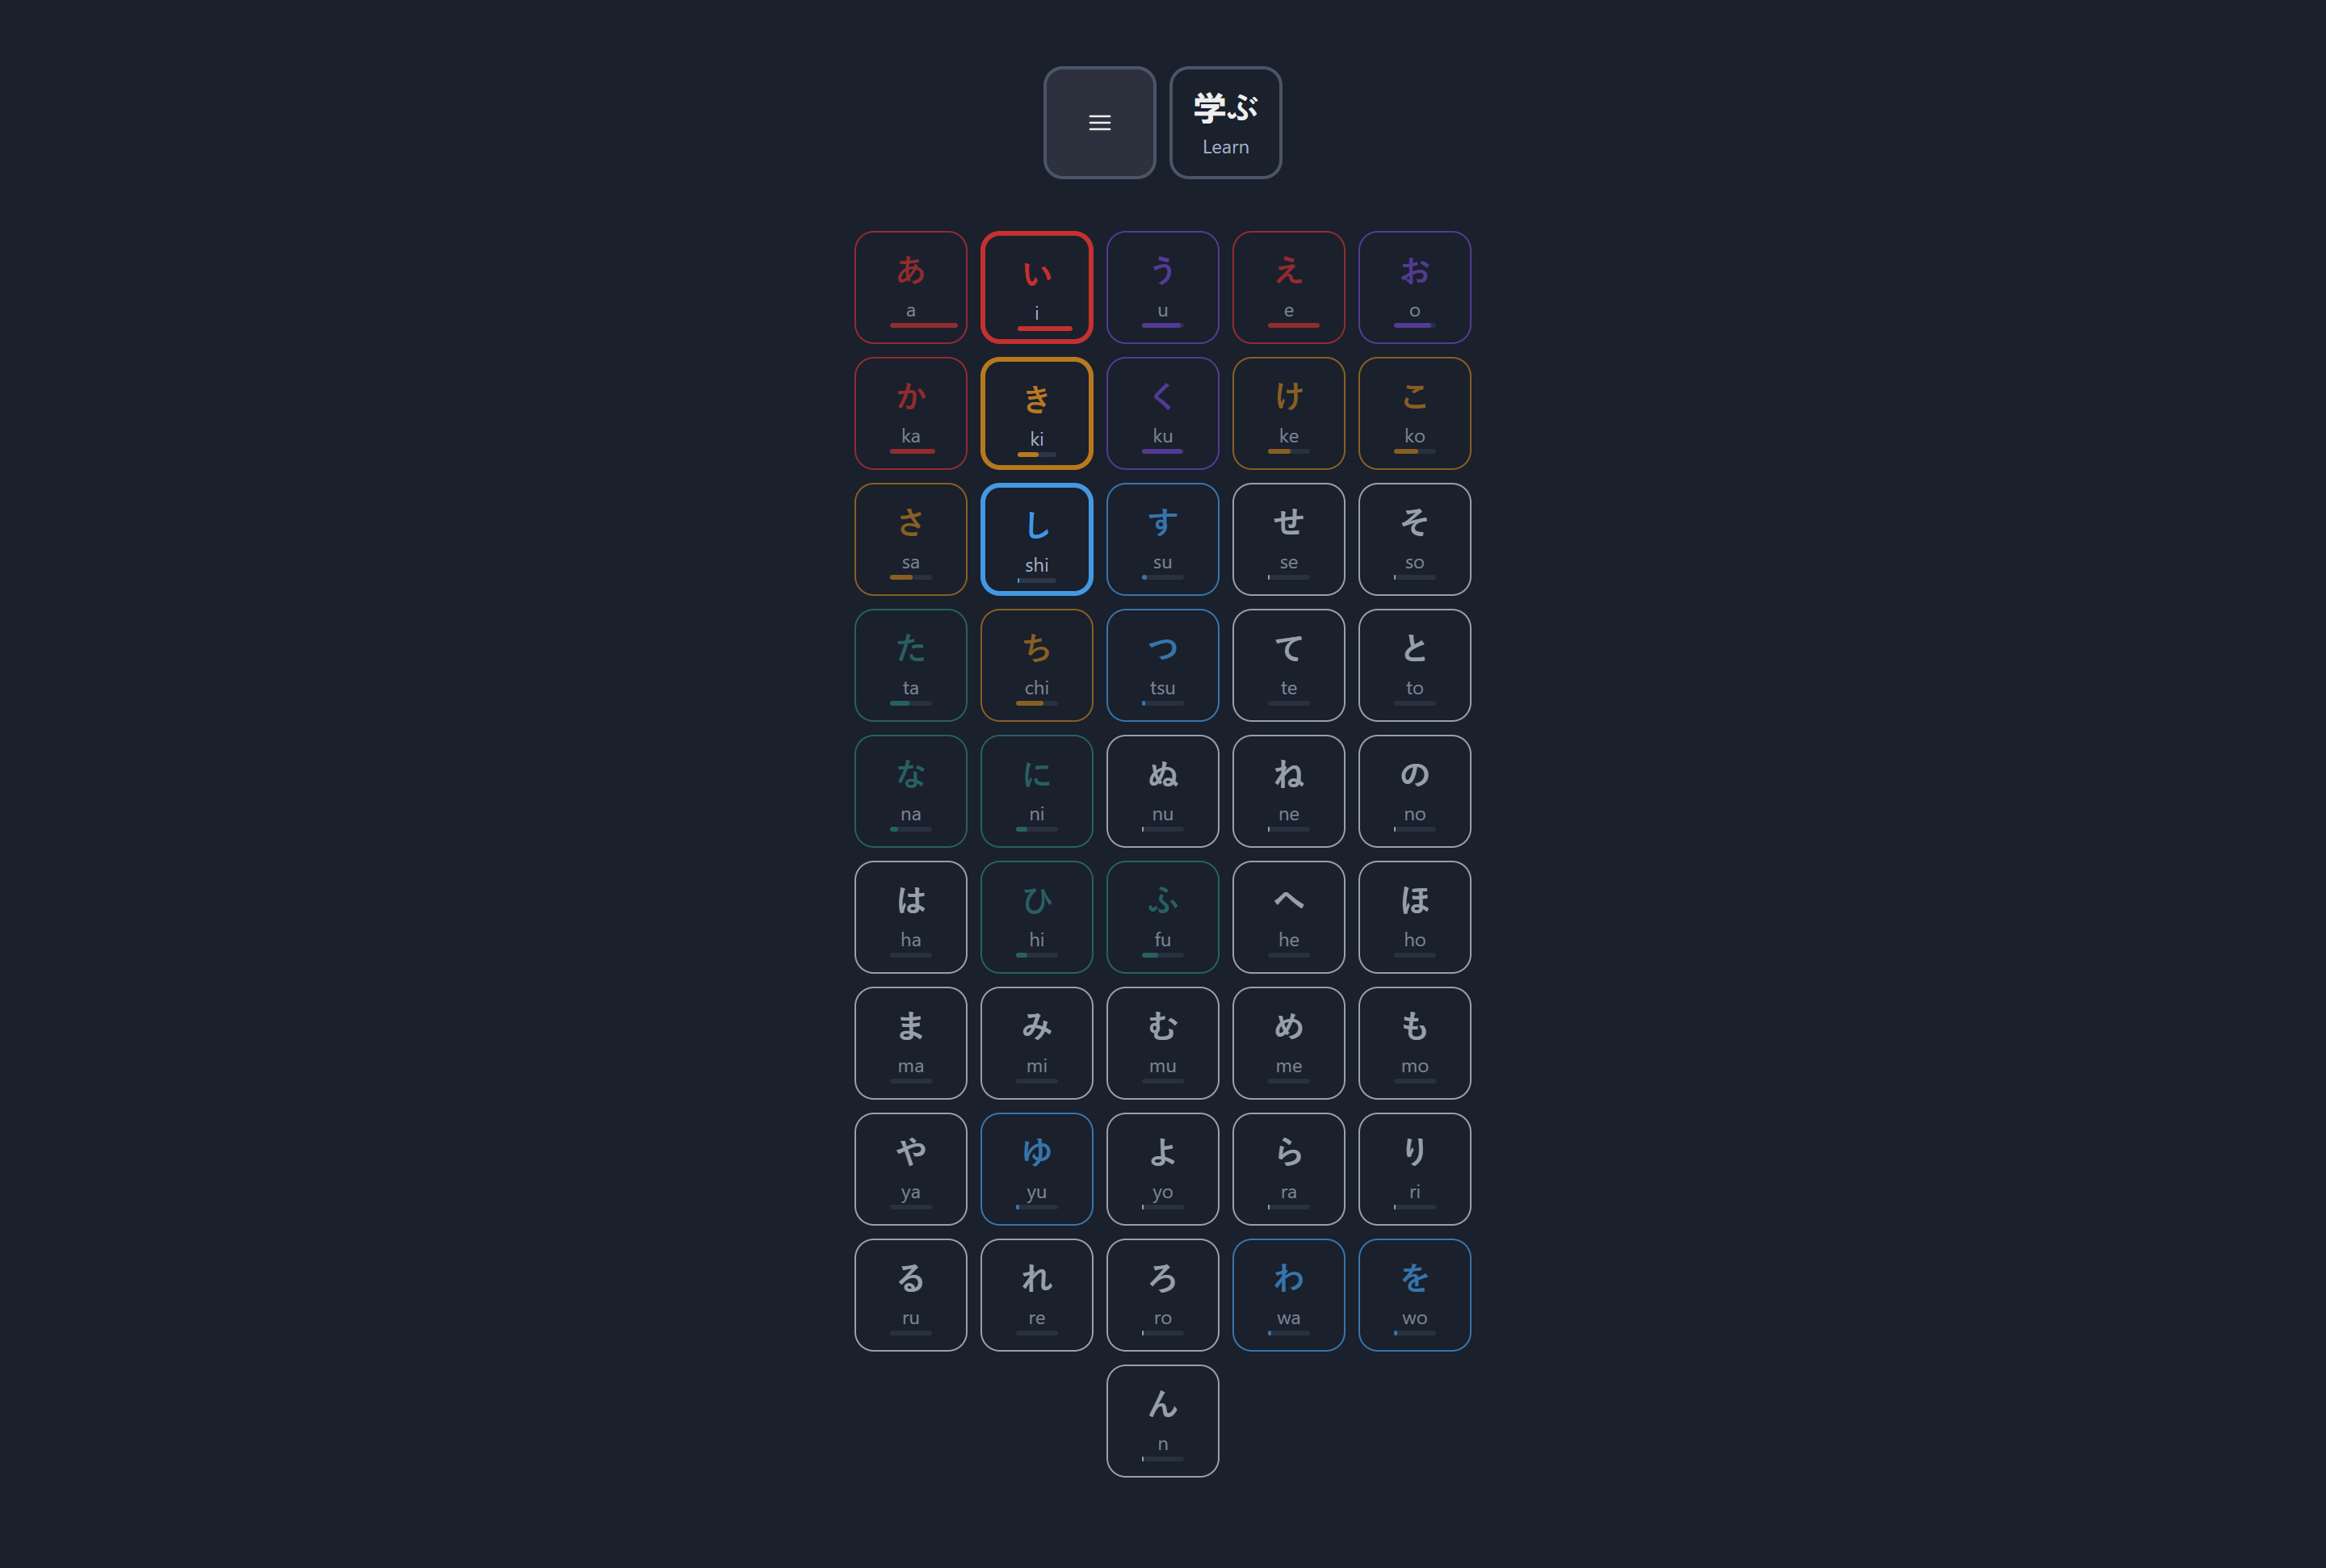 学ぶ
Learn
あ い う え お
a i u e o
か き く け こ
ka ki ku ke ko
さ し す せ そ
sa shi su se so
た ち つ て と
ta chi tsu te to
な に ぬ ね の
na ni nu ne no
は ひ ふ へ ほ
ha hi fu he ho
ま み む め も
ma mi mu me mo
や ゆ よ ら り
ya yu yo ra ri
る れ ろ わ を
ru re ro wa wo
ん
n